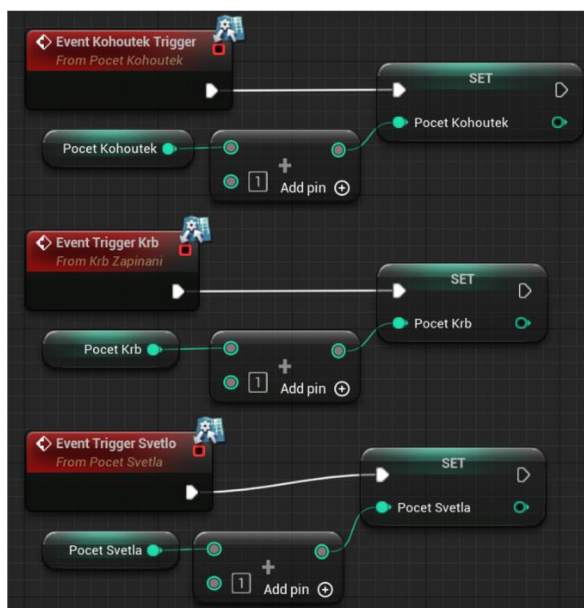 Event Kohoutek Trigger
From Pocet Kohoutek
SET
Pocet Kohoutek
Pocet Kohoutek
1
Add pin
Event Trigger Krb
From Krb Zapinani
SET
Pocet Krb
Pocet Krb
1
Add pin
Event Trigger Svetlo
From Pocet Svetla
SET
Pocet Svetla
Pocet Svetla
1
Add pin